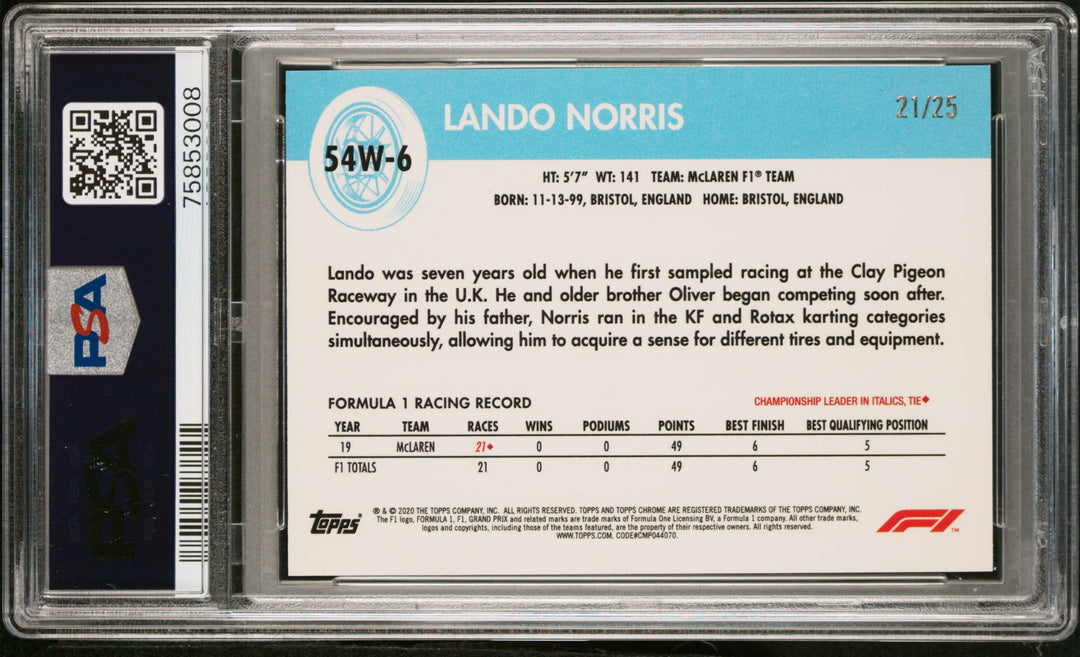 75853008
PSA
PSA
LANDO NORRIS
21/25
54W-6
HT: 5'7" WT: 141 TEAM: McLAREN F1® TEAM
BORN: 11-13-99, BRISTOL, ENGLAND HOME: BRISTOL, ENGLAND
Lando was seven years old when he first sampled racing at the Clay Pigeon
Raceway in the U.K. He and older brother Oliver began competing soon after.
Encouraged by his father, Norris ran in the KF and Rotax karting categories
simultaneously, allowing him to acquire a sense for different tires and equipment.
FORMULA 1 RACING RECORD
CHAMPIONSHIP LEADER IN ITALICS, TIE◆
YEAR TEAM RACES WINS PODIUMS POINTS BEST FINISH BEST QUALIFYING POSITION
19 McLAREN 21◆ 0 0 49 6 5
F1 TOTALS 21 0 0 49 6 5
Topps®
® & © 2020 THE TOPPS COMPANY, INC. ALL RIGHTS RESERVED. TOPPS AND TOPPS CHROME ARE REGISTERED TRADEMARKS OF THE TOPPS COMPANY, INC.
The F1 logo, FORMULA 1, F1, GRAND PRIX and related marks are trade marks of Formula One Licensing BV, a Formula 1 company. All other trade marks,
logos and copyrights, including those of the teams featured, are the property of their respective owners. All rights reserved.
WWW.TOPPS.COM. CODE#CMP044070.
F1™